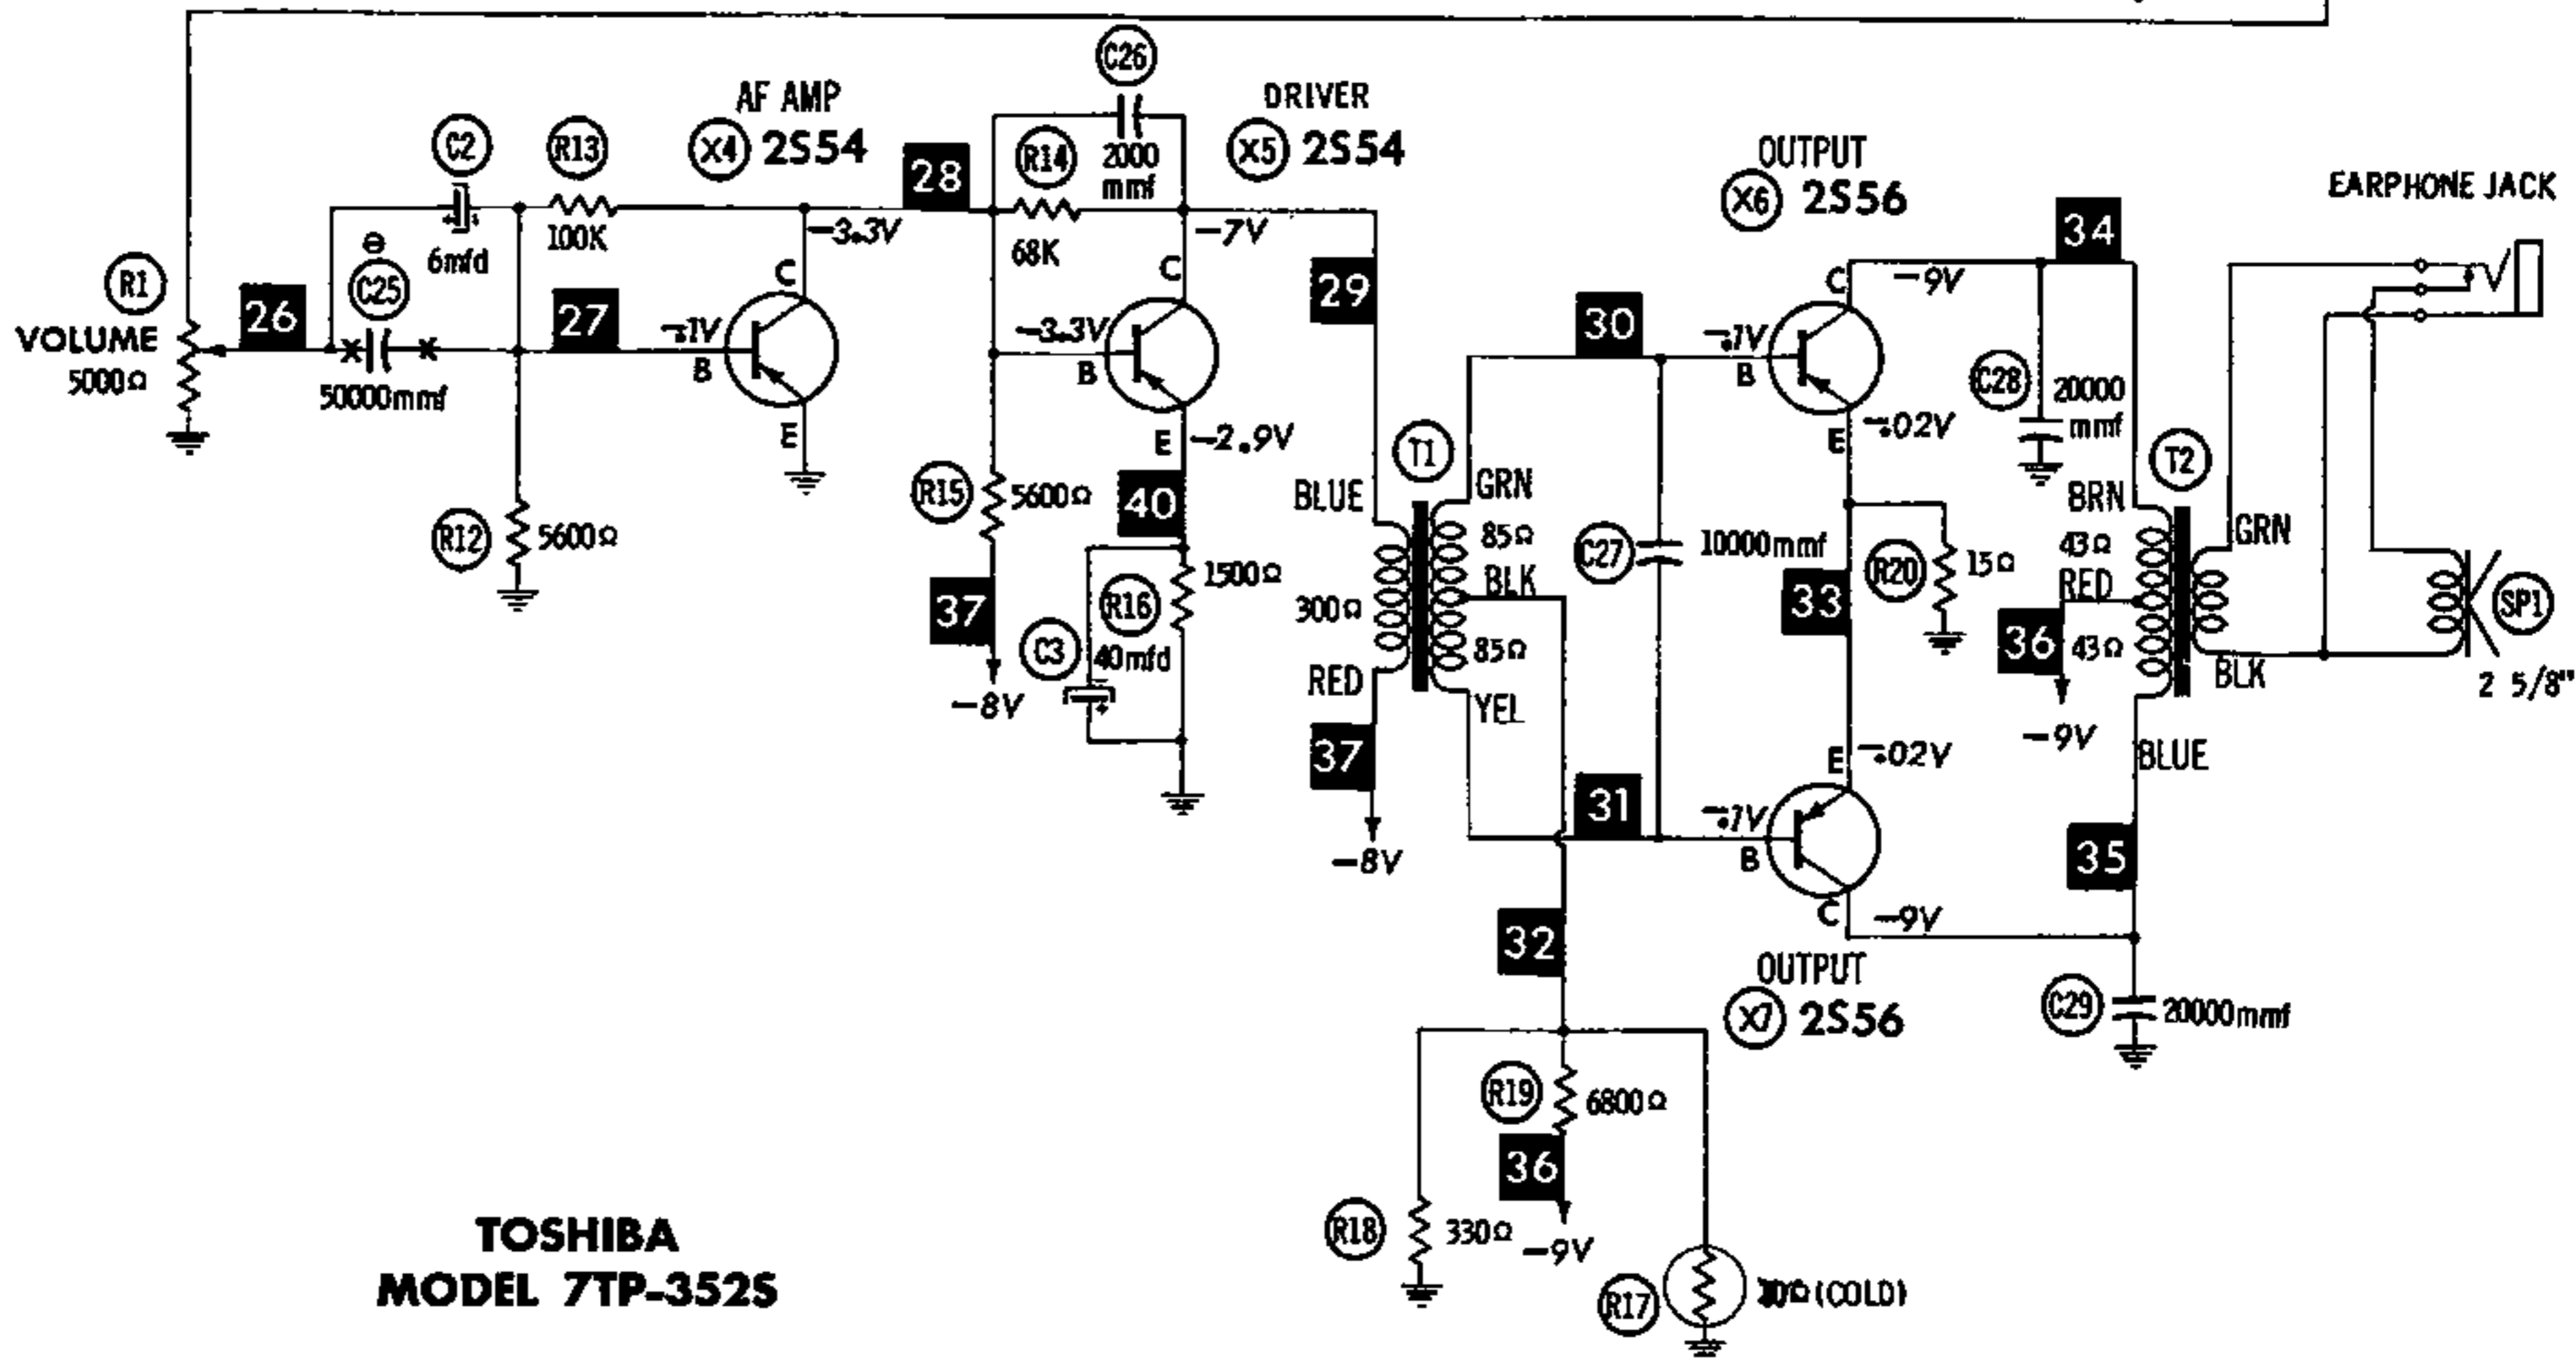 C26
AF AMP
X4 2S54
DRIVER
X5 2S54
C2
R13
28
R14
2000
mmf
OUTPUT
X6 2S56
EARPHONE JACK
34
6mfd
100K
-3.3V
68K
-7V
-9V
R1
VOLUME
5000Ω
26
C25
50000mmf
27
-.1V
B
C
E
-3.3V
B
C
E
-2.9V
29
30
-.1V
B
C
E
-.02V
C28
20000
mmf
T1
T2
R12
5600Ω
R15
5600Ω
40
BLUE
GRN
85Ω
BLK
300Ω
85Ω
RED
YEL
C27
10000mmf
R20
15Ω
33
BRN
43Ω
RED
36
43Ω
-9V
GRN
BLK
SP1
2 5/8"
37
-8V
C3
40mfd
R16
1500Ω
37
-8V
31
-.1V
B
E
-.02V
C
-9V
BLUE
35
32
OUTPUT
X7 2S56
C29
20000mmf
R19
6800Ω
36
-9V
R18
330Ω
R17
(COLD)
TOSHIBA
MODEL 7TP-352S